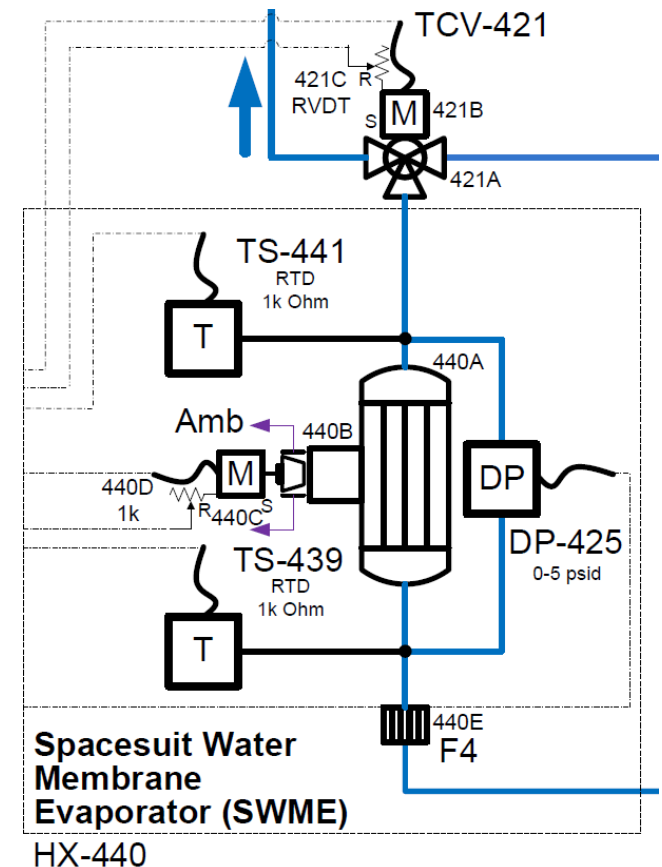 TCV-421
421C
RVDT
R
S
M
421B
421A
TS-441
RTD
1k Ohm
T
440A
Amb
440B
M
440D
1k
R
440C
S
DP
DP-425
0-5 psid
TS-439
RTD
1k Ohm
T
440E
F4
Spacesuit Water
Membrane
Evaporator (SWME)
HX-440